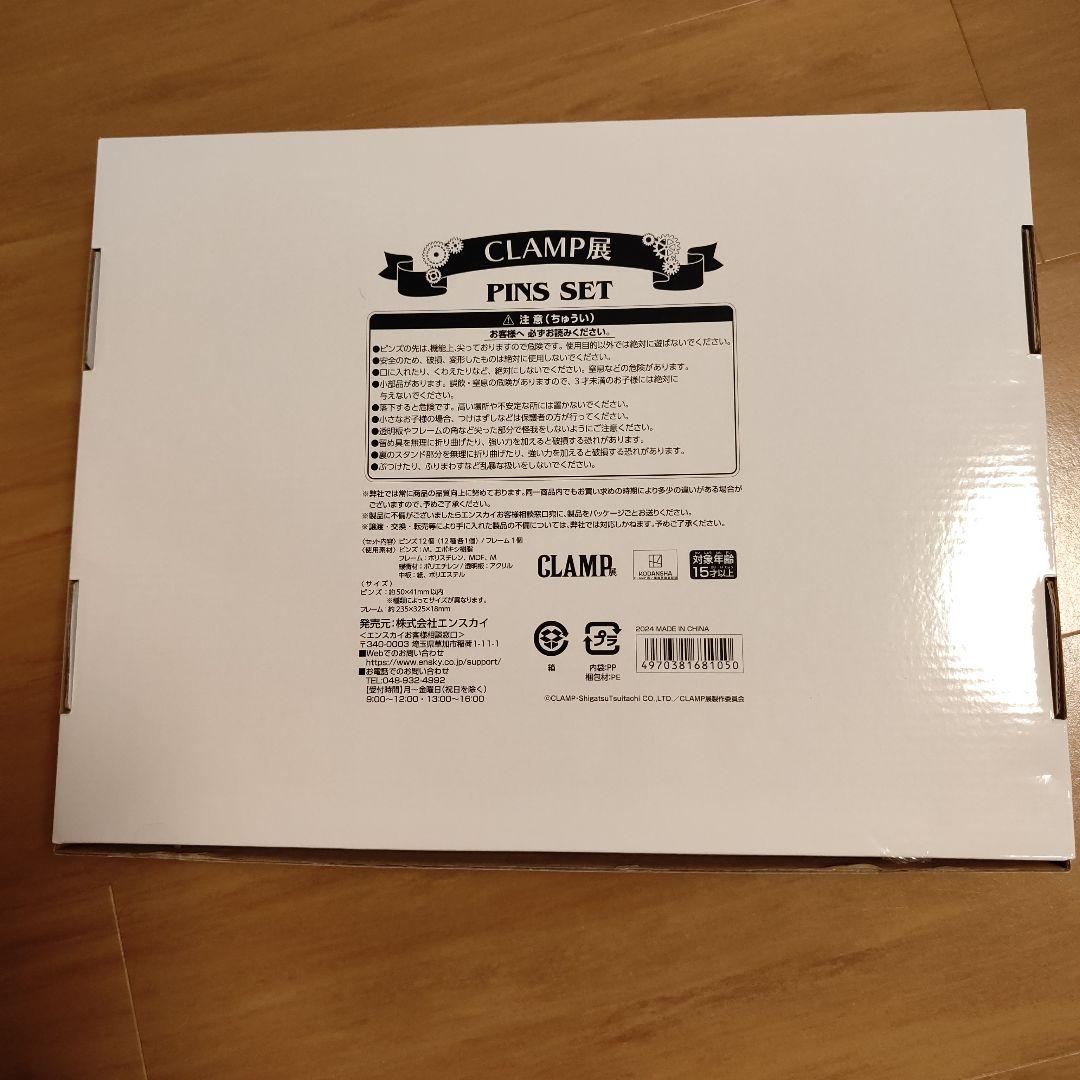 CLAMP展
PINS SET
⚠ 注意(ちゅうい)
お客様へ 必ずお読みください。
●ピンズの先は、機能上、尖っておりますので危険です。使用目的以外では絶対に遊ばないでください。
●安全のため、破損、変形したものは絶対に使用しないでください。
●口に入れたり、くわえたりなど、絶対にしないでください。窒息などの危険があります。
●小部品があります。誤飲・窒息の危険がありますので、3才未満のお子様には絶対に
与えないでください。
●落下すると危険です。高い場所や不安定な所には置かないでください。
●小さなお子様の場合、つけはずしなどは保護者の方が行ってください。
●透明板やフレームの角など尖った部分で怪我をしないようにご注意ください。
●留め具を無理に折り曲げたり、強い力を加えると破損する恐れがあります。
●裏のスタンド部分を無理に折り曲げたり、強い力を加えると破損する恐れがあります。
●ぶつけたり、ふりまわすなど乱暴な扱いをしないでください。
※弊社では常に商品の品質向上に努めております。同一商品内でもお買い求めの時期により多少の違いがある場合が
ございますので、予めご了承ください。
※製品に不備がございましたらエンスカイお客様相談窓口宛に、製品をパッケージごとお送りください。
※譲渡・交換・転売等により手に入れた製品の不備については、弊社では対応しかねます。予めご了承ください。
〈セット内容〉ピンズ12個(12種各1個)/フレーム1個
〈使用素材〉ピンズ:M、エポキシ樹脂
フレーム:ポリスチレン、MDF、M
緩衝材:ポリエチレン/透明板:アクリル
中板:紙、ポリエステル
〈サイズ〉
ピンズ:約50×41mm以内
※種類によってサイズが異なります。
フレーム:約235×325×18mm
CLAMP展
KODANSHA
対象年齢
15才以上
発売元:株式会社エンスカイ
<エンスカイお客様相談窓口>
〒340-0003 埼玉県草加市稲荷1-11-1
■Webでのお問い合わせ
https://www.ensky.co.jp/support/
■お電話でのお問い合わせ
TEL:048-932-4992
【受付時間】月〜金曜日(祝日を除く)
9:00〜12:00・13:00〜16:00
箱
プラ
内袋:PP
梱包材:PE
2024 MADE IN CHINA
4970381681050
©CLAMP・ShigatsuTsuitachi CO.,LTD./CLAMP展製作委員会